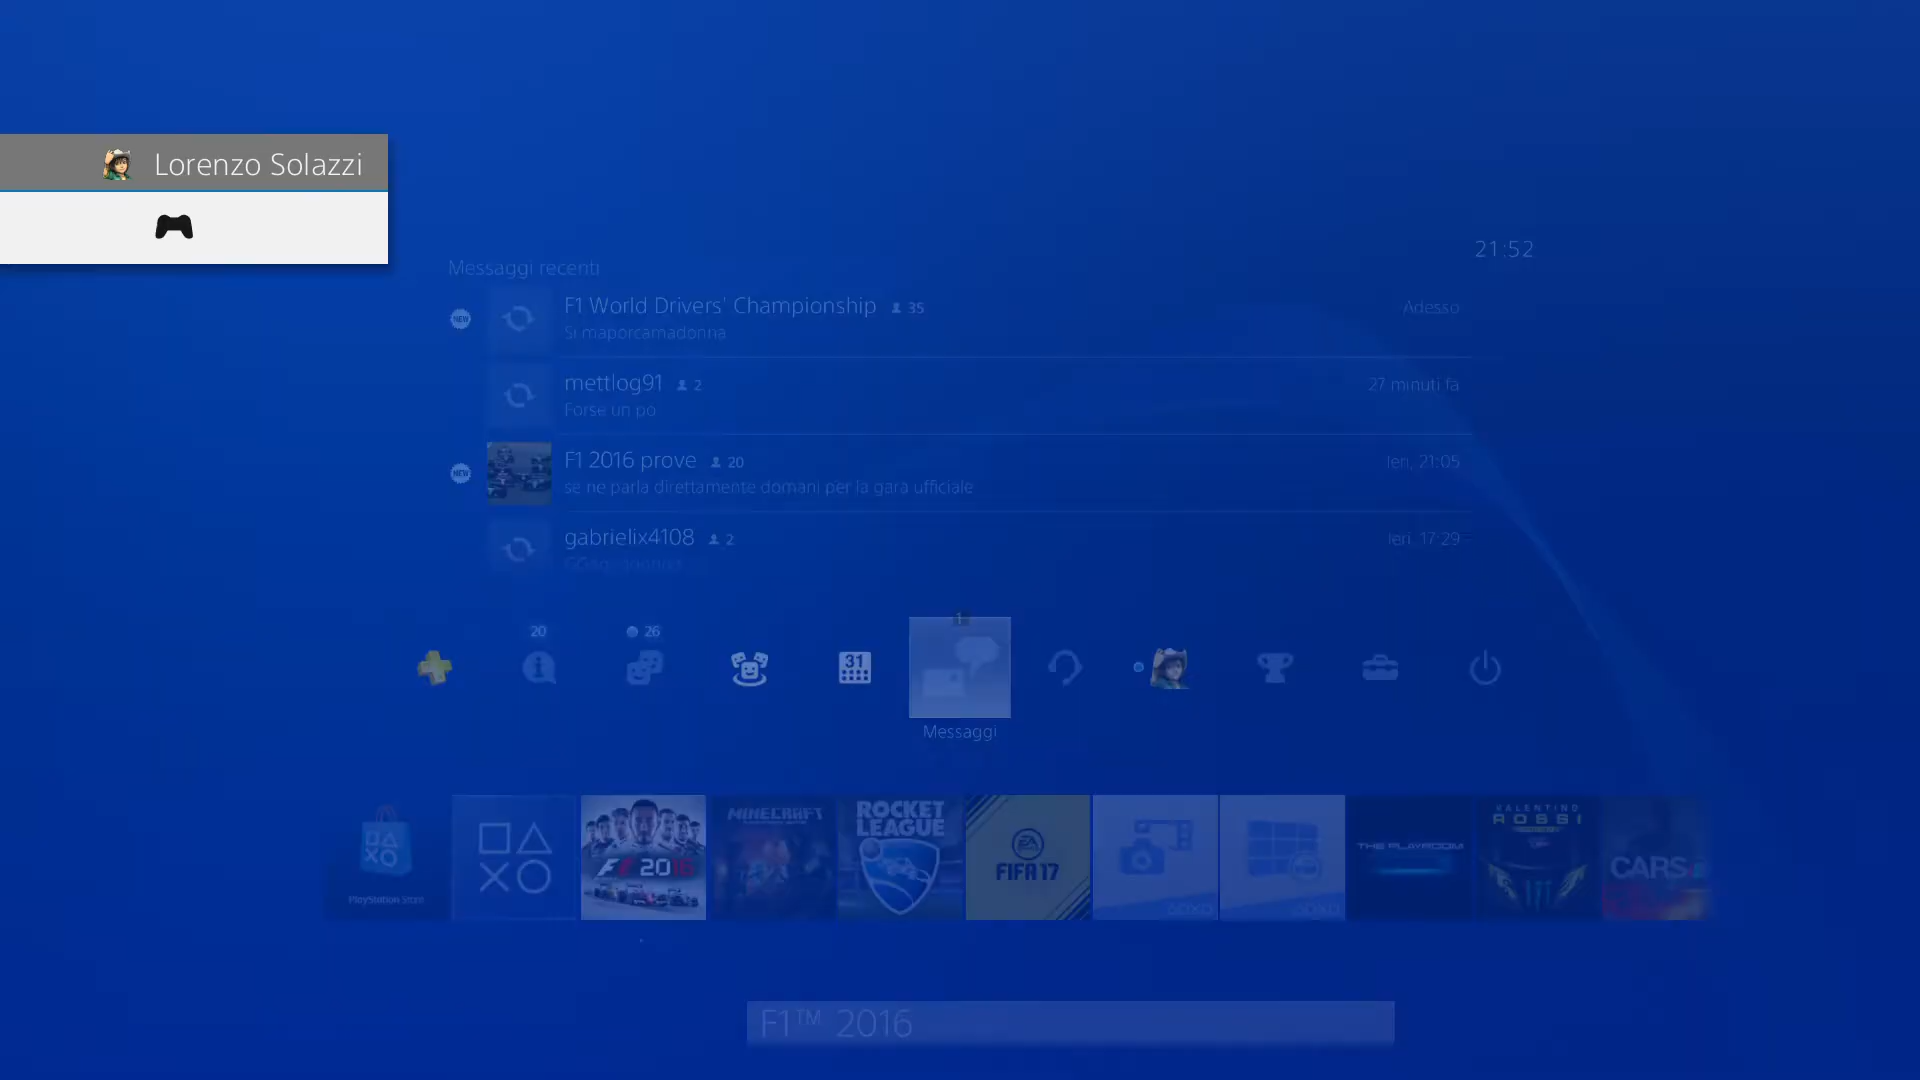 Lorenzo Solazzi
21:52
Messaggi recenti
NEW
F1 World Drivers' Championship 35
Adesso
Si maporcamadonna
mettlog91 2
27 minuti fa
Forse un po
NEW
F1 2016 prove 20
Ieri, 21:05
se ne parla direttamente domani per la gara ufficiale
gabrielix4108 2
Ieri, 17:29
20
26
1
31
Messaggi
PlayStation Store
F1 2016
MINECRAFT
ROCKET
LEAGUE
EA
FIFA 17
THE PLAYROOM
VALENTINO
ROSSI
CARS
F1™ 2016